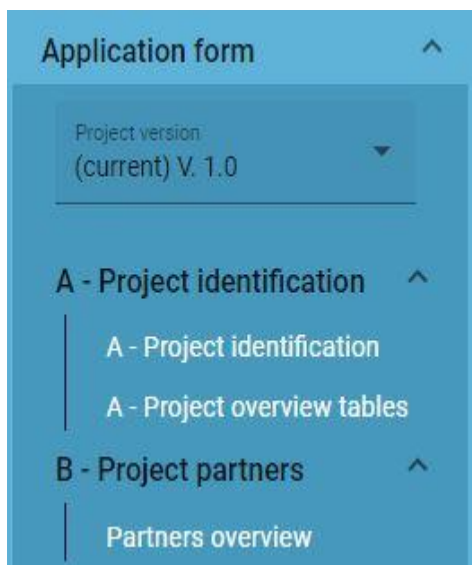 Application form
Project version
(current) V. 1.0
A - Project identification
A - Project identification
A - Project overview tables
B - Project partners
Partners overview